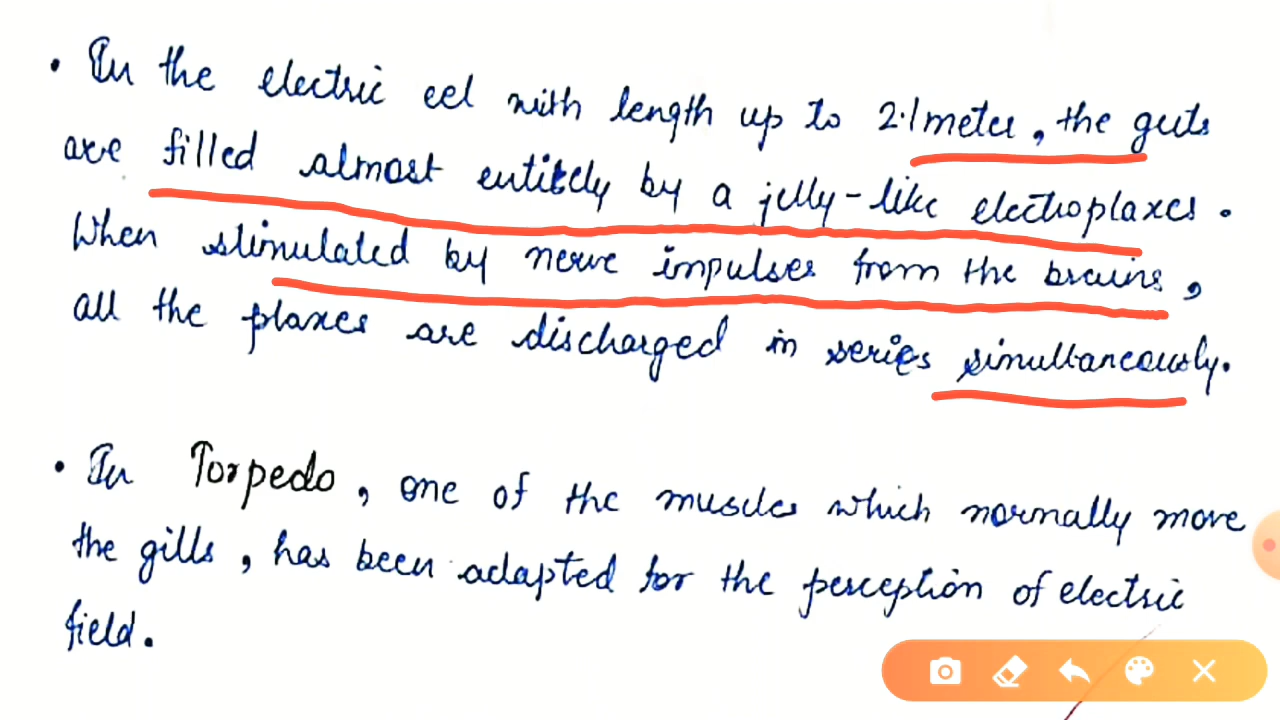 • In the electric eel with length up to 2.1 meter, the guts
are filled almost entirely by a jelly-like electroplaxes.
When stimulated by nerve impulses from the brains,
all the plaxes are discharged in series simultaneously.
• In Torpedo, one of the muscles which normally move
the gills, has been adapted for the perception of electric
field.